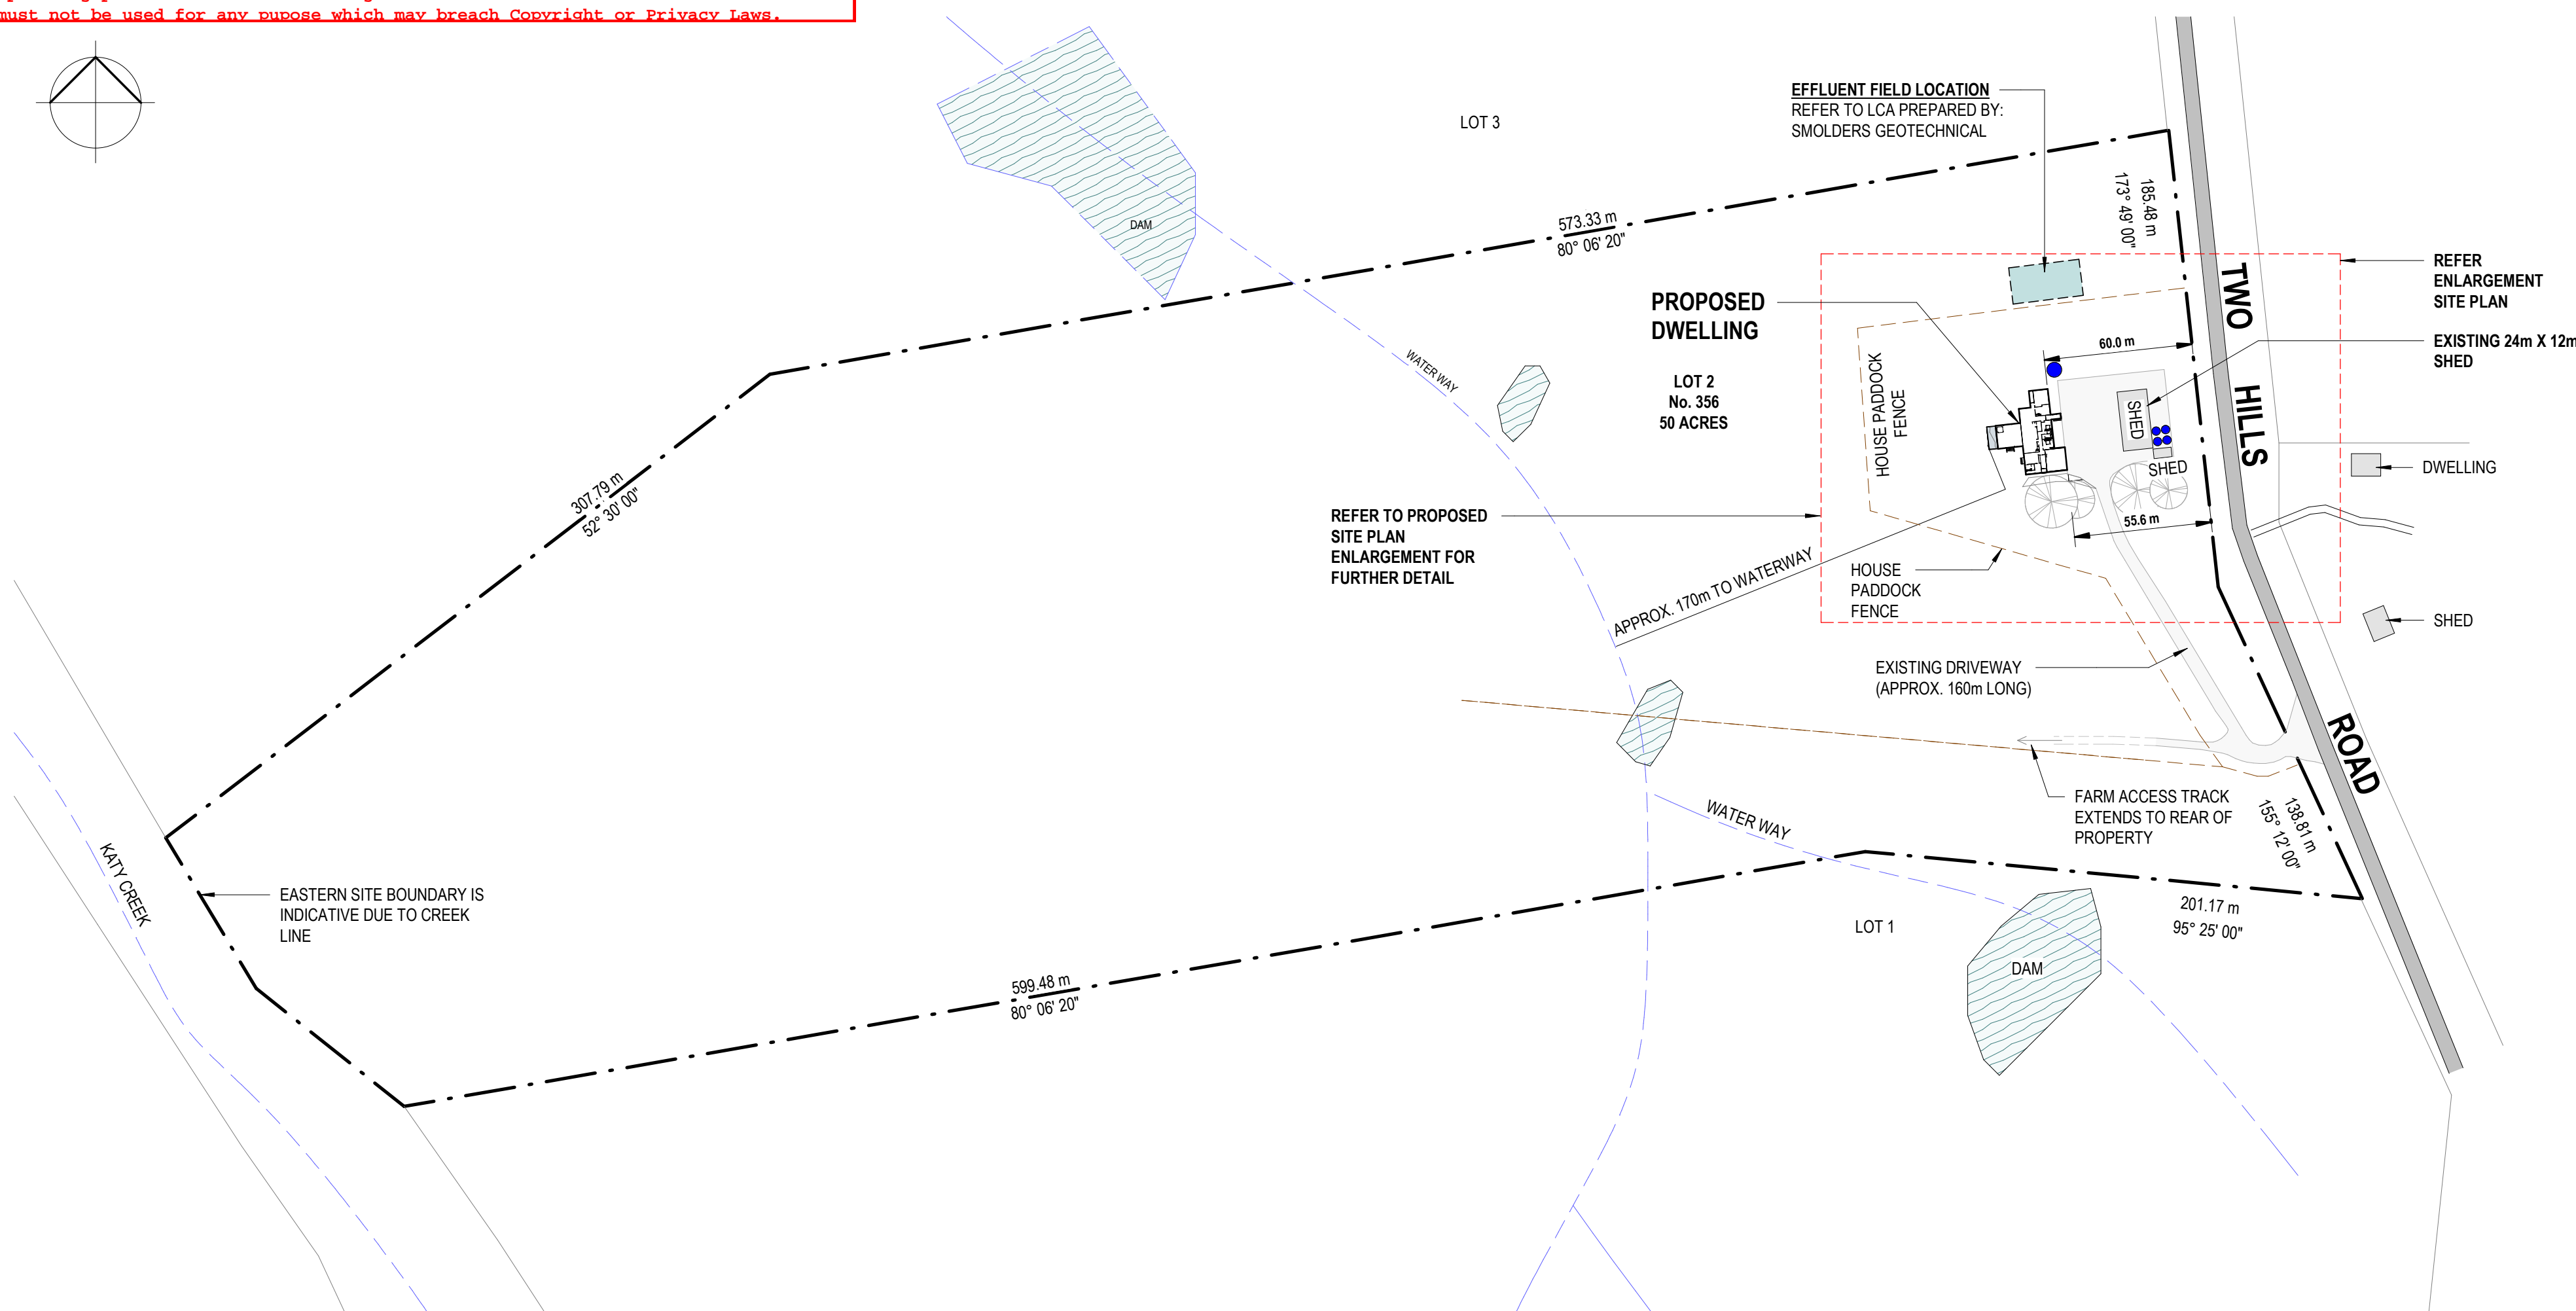 must not be used for any pupose which may breach Copyright or Privacy Laws.
LOT 3
EFFLUENT FIELD LOCATION
REFER TO LCA PREPARED BY:
SMOLDERS GEOTECHNICAL
DAM
573.33 m
80° 06' 20"
185.48 m
173° 49' 00"
REFER
ENLARGEMENT
SITE PLAN
EXISTING 24m X 12m
SHED
PROPOSED
DWELLING
LOT 2
No. 356
50 ACRES
TWO
HILLS
ROAD
60.0 m
WATER WAY
HOUSE PADDOCK
FENCE
SHED
SHED
DWELLING
55.6 m
307.79 m
52° 30' 00"
REFER TO PROPOSED
SITE PLAN
ENLARGEMENT FOR
FURTHER DETAIL
APPROX. 170m TO WATERWAY
HOUSE
PADDOCK
FENCE
SHED
EXISTING DRIVEWAY
(APPROX. 160m LONG)
FARM ACCESS TRACK
EXTENDS TO REAR OF
PROPERTY
138.81 m
155° 12' 00"
WATER WAY
KATY CREEK
EASTERN SITE BOUNDARY IS
INDICATIVE DUE TO CREEK
LINE
201.17 m
95° 25' 00"
LOT 1
DAM
599.48 m
80° 06' 20"